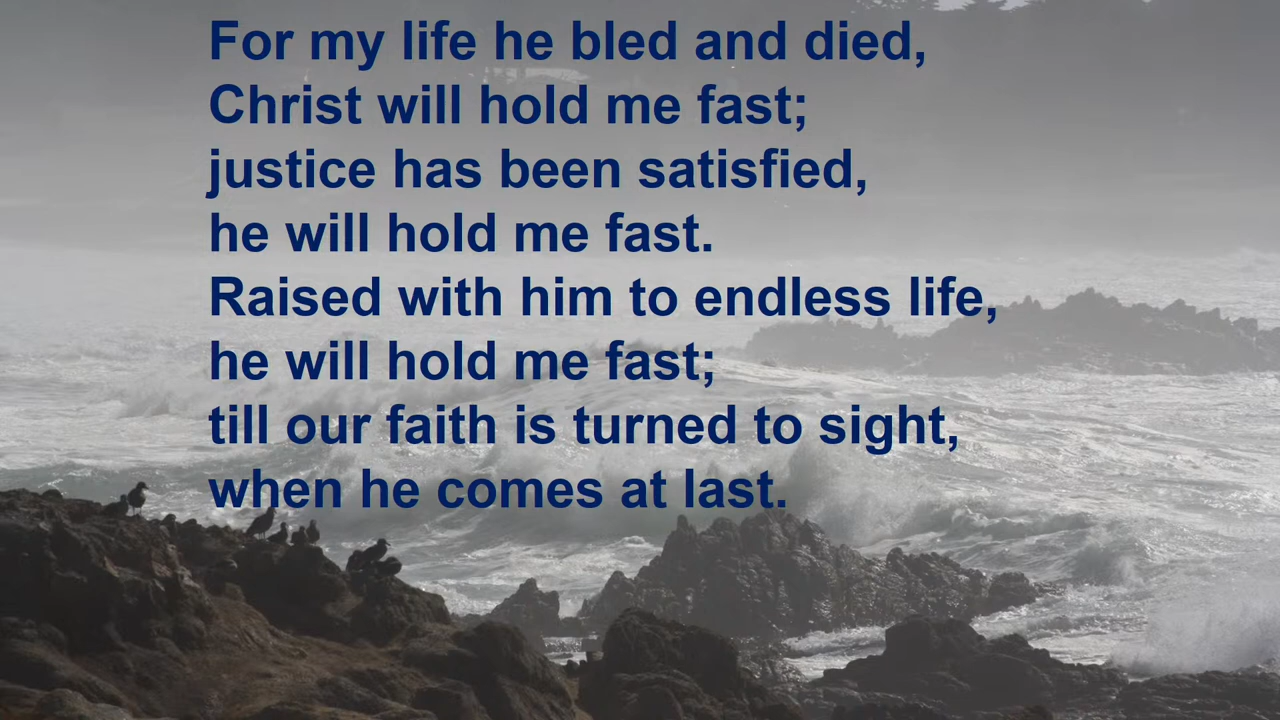 For my life he bled and died,
Christ will hold me fast;
justice has been satisfied,
he will hold me fast.
Raised with him to endless life,
he will hold me fast;
till our faith is turned to sight,
when he comes at last.